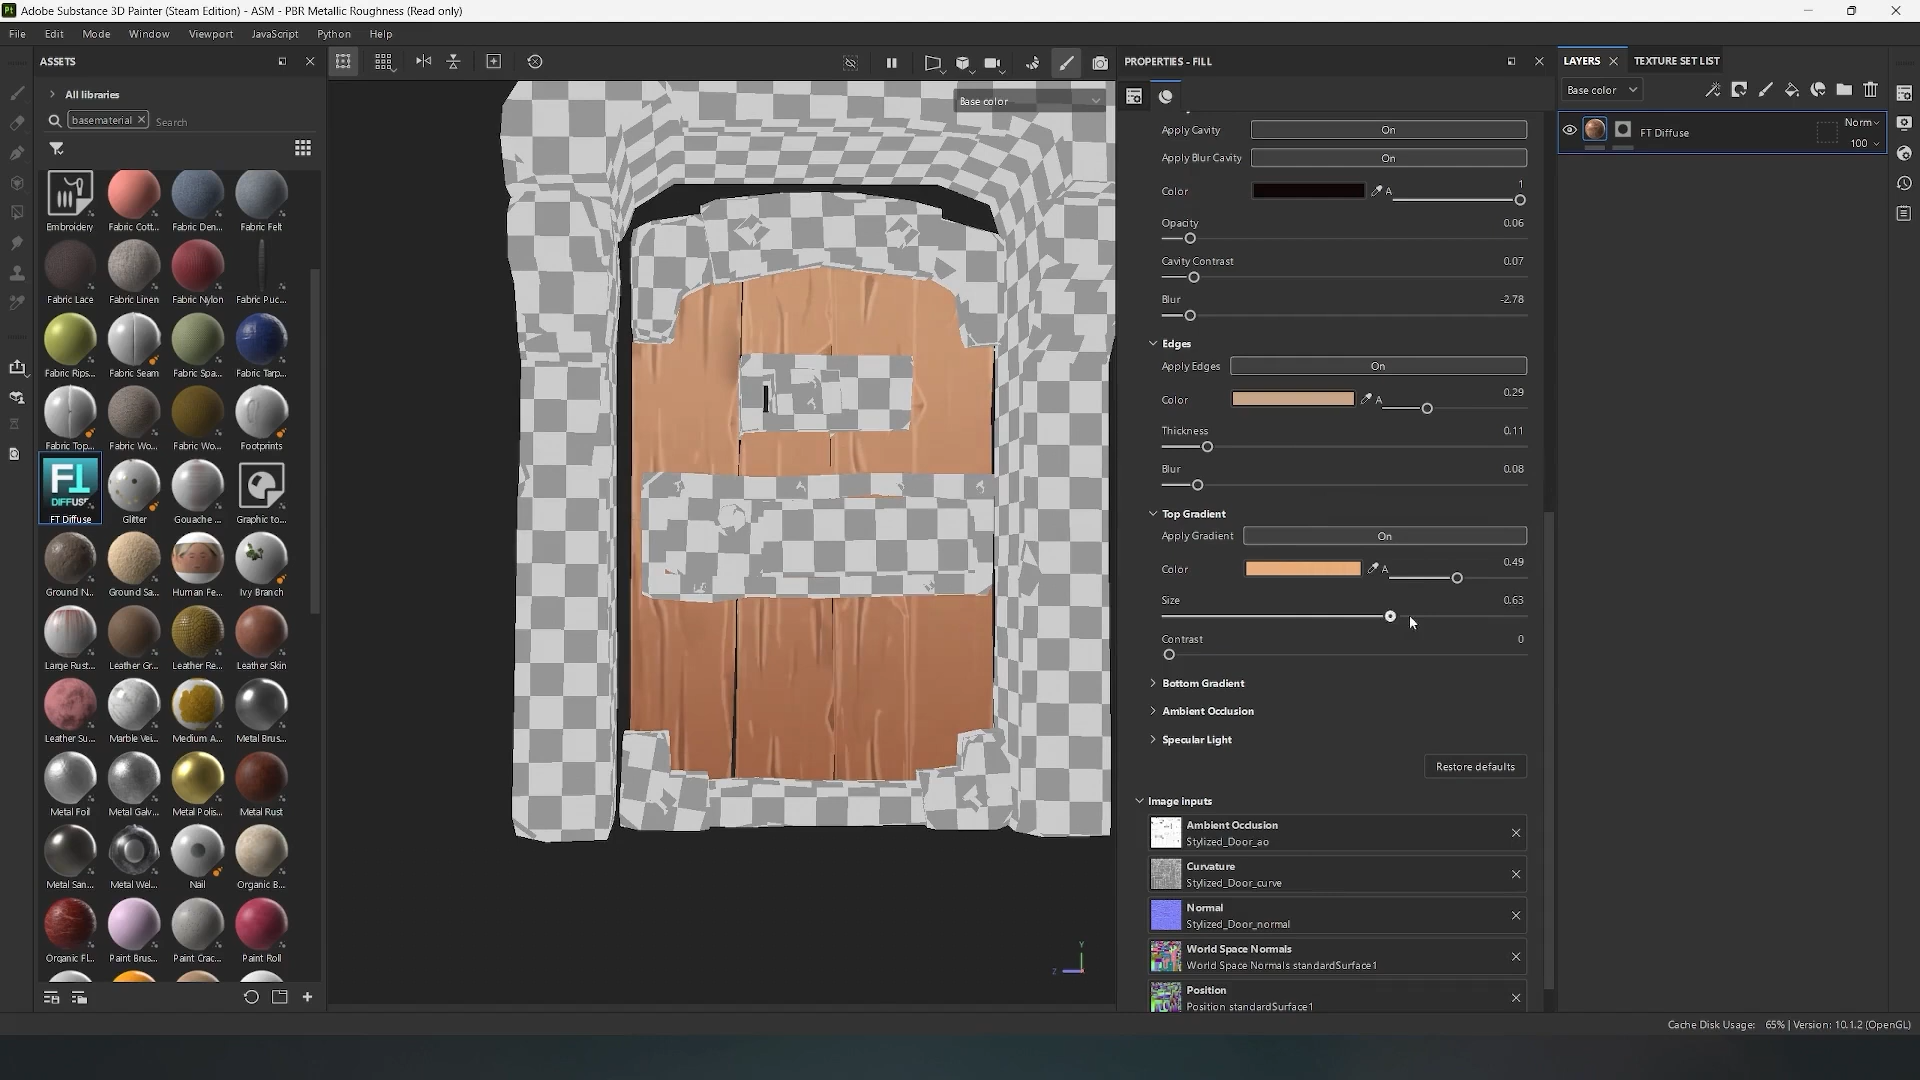 Adobe Substance 3D Painter (Steam Edition) - ASM - PBR Metallic Roughness (Read only)
File Edit Mode Window Viewport JavaScript Python Help
ASSETS
All libraries
basematerial Search
Embroidery Fabric Cott... Fabric Den... Fabric Felt
Fabric Lace Fabric Linen Fabric Nylon Fabric Puc...
Fabric Rips... Fabric Seam Fabric Spa... Fabric Tarp...
Fabric Top... Fabric Wo... Fabric Wo... Footprints
FT DIFFUSE
FT Diffuse Glitter Gouache ... Graphic to...
Ground N... Ground Sa... Human Fe... Ivy Branch
Large Rust... Leather Gr... Leather Re... Leather Skin
Leather Su... Marble Vei... Medium A... Metal Brus...
Metal Foil Metal Galv... Metal Polis... Metal Rust
Metal San... Metal Wel... Nail Organic B...
Organic FL... Paint Brus... Paint Crac... Paint Roll
Base color
Y
Z
PROPERTIES - FILL
Apply Cavity On
Apply Blur Cavity On
Color A 1
Opacity 0.06
Cavity Contrast 0.07
Blur -2.78
Edges
Apply Edges On
Color A 0.29
Thickness 0.11
Blur 0.08
Top Gradient
Apply Gradient On
Color A 0.49
Size 0.63
Contrast 0
Bottom Gradient
Ambient Occlusion
Specular Light
Restore defaults
Image inputs
Ambient Occlusion
Stylized_Door_ao
Curvature
Stylized_Door_curve
Normal
Stylized_Door_normal
World Space Normals
World Space Normals standardSurface1
Position
Position standardSurface1
LAYERS TEXTURE SET LIST
Base color
FT Diffuse Norm
100
Cache Disk Usage: 65% | Version: 10.1.2 (OpenGL)